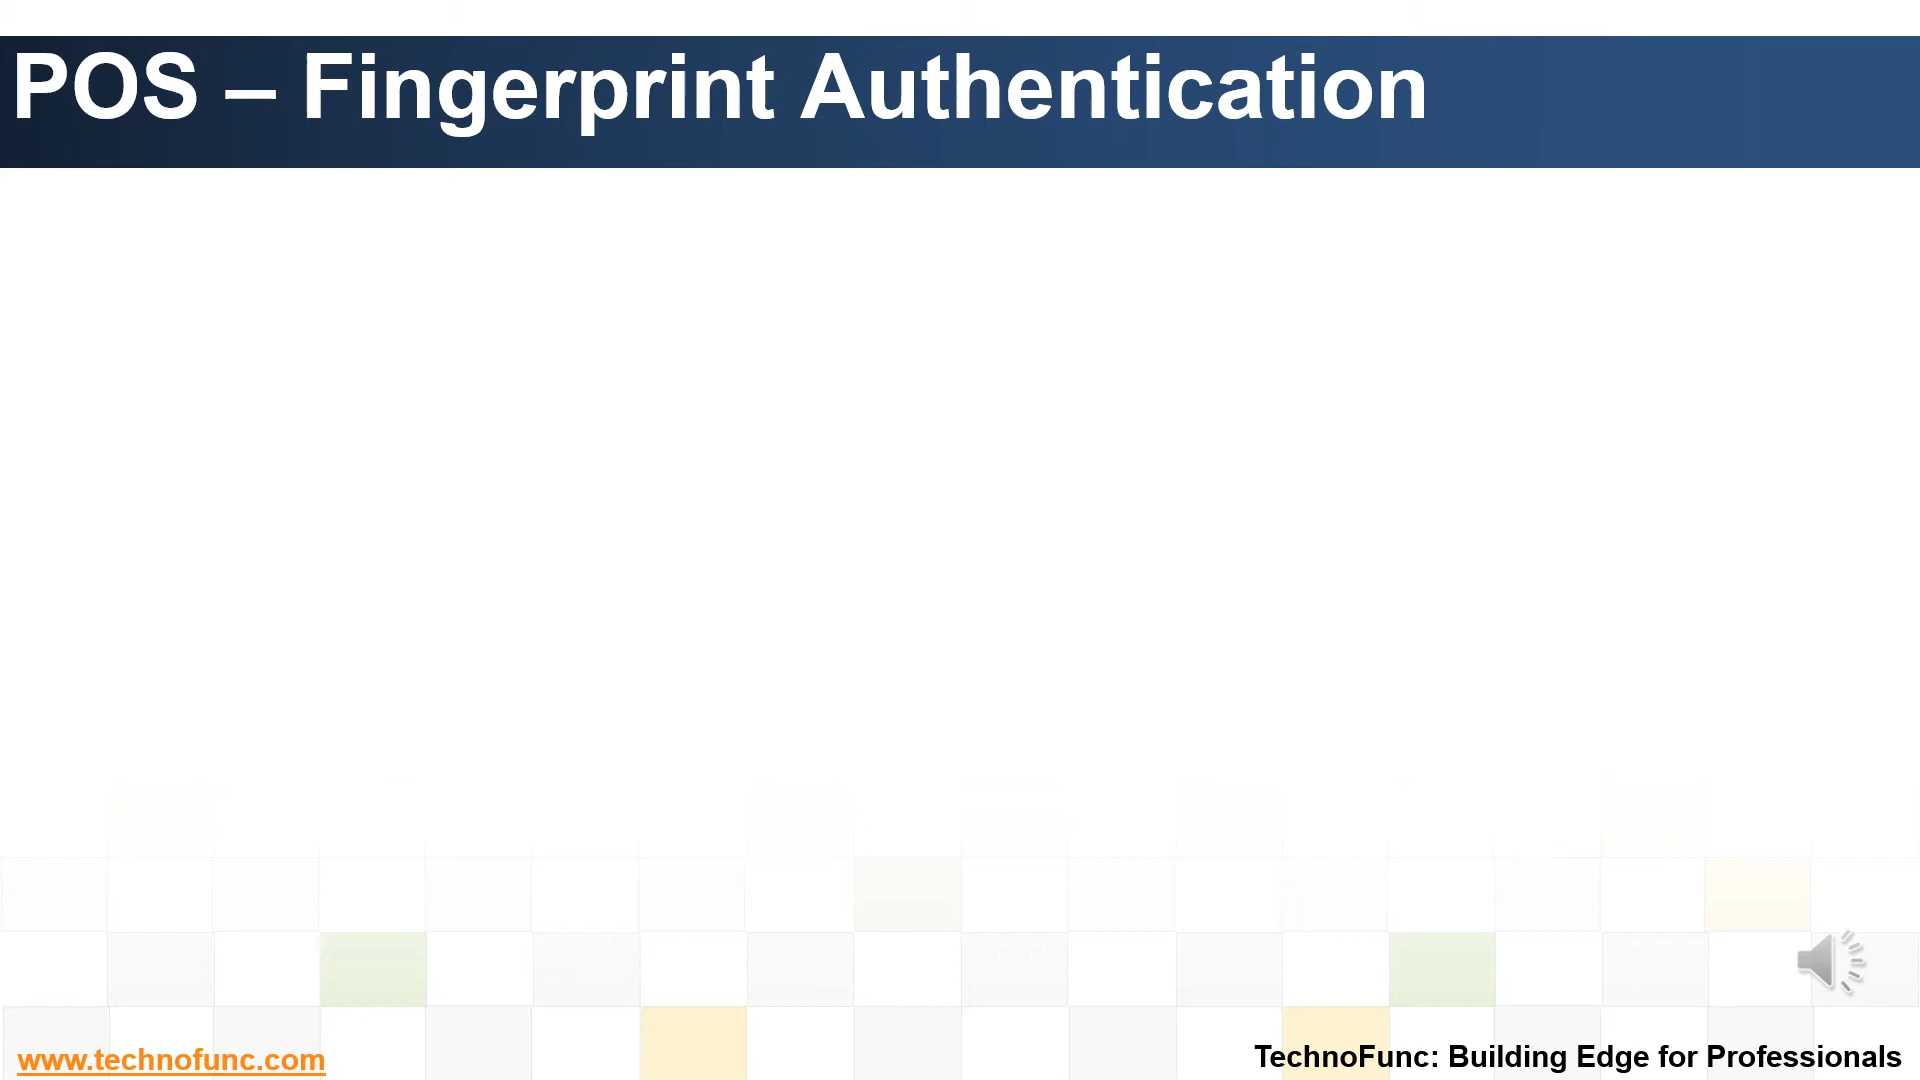 POS – Fingerprint Authentication
www.technofunc.com
TechnoFunc: Building Edge for Professionals